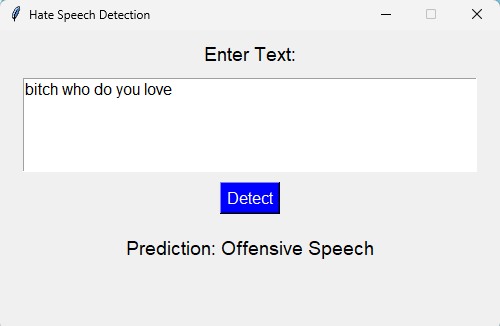 Hate Speech Detection
Enter Text:
bitch who do you love
Detect
Prediction: Offensive Speech